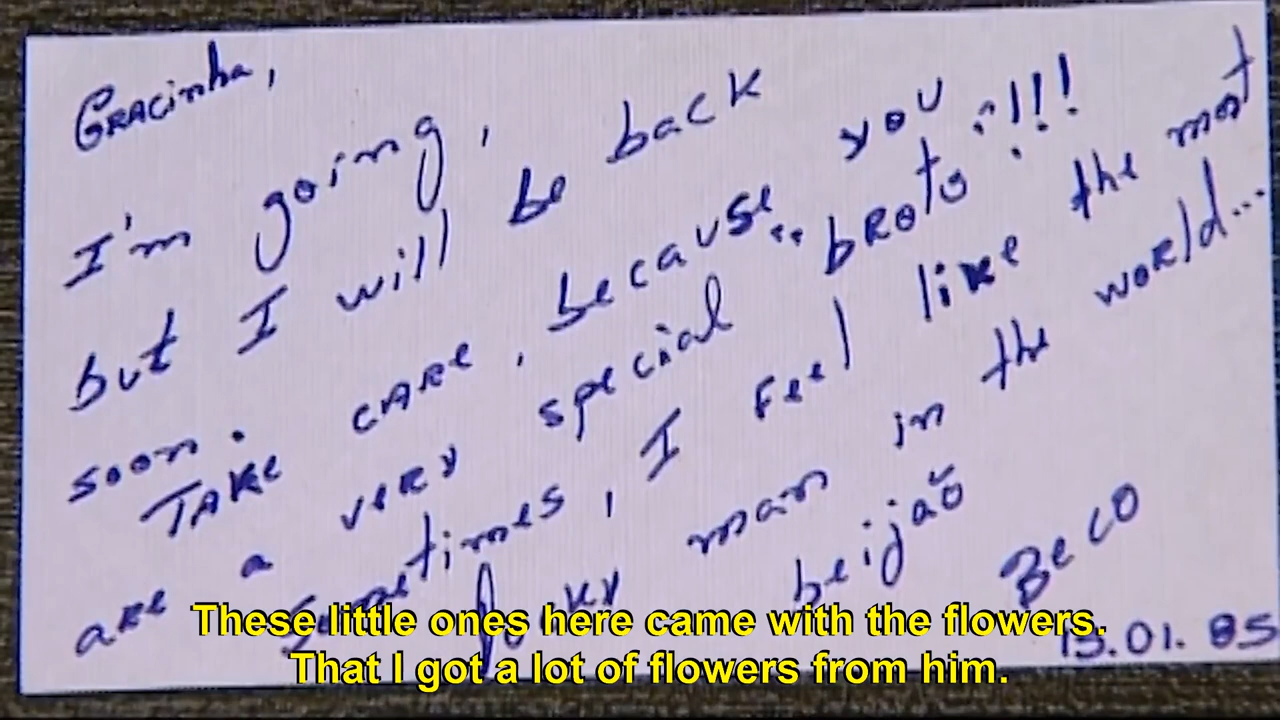 GRACINHA,
I'm going,
but I will be back
soon.
TAKE CARE, because you
are a very special "broto"!!!
Sometimes, I feel like the most
lucky man in the world...
beijão
Beco
13.01.85
These little ones here came with the flowers.
That I got a lot of flowers from him.